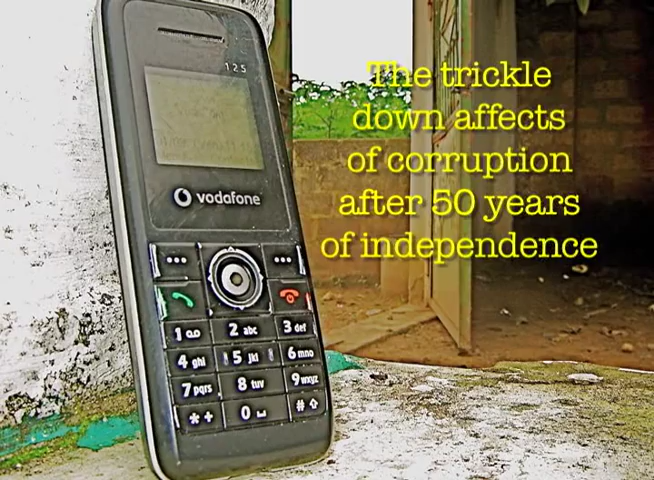 The trickle
down affects
of corruption
after 50 years
of independence
125
vodafone
1
2 abc
3 def
4 ghi
5 jkl
6 mno
7 pqrs
8 tuv
9 wxyz
* +
0
#